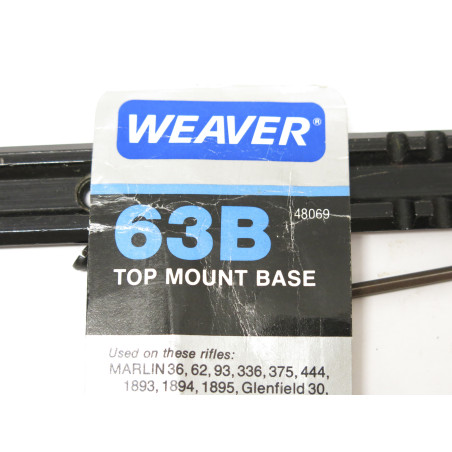 WEAVER®
63B 48069
TOP MOUNT BASE
Used on these rifles:
MARLIN 36, 62, 93, 336, 375, 444,
1893, 1894, 1895, Glenfield 30,